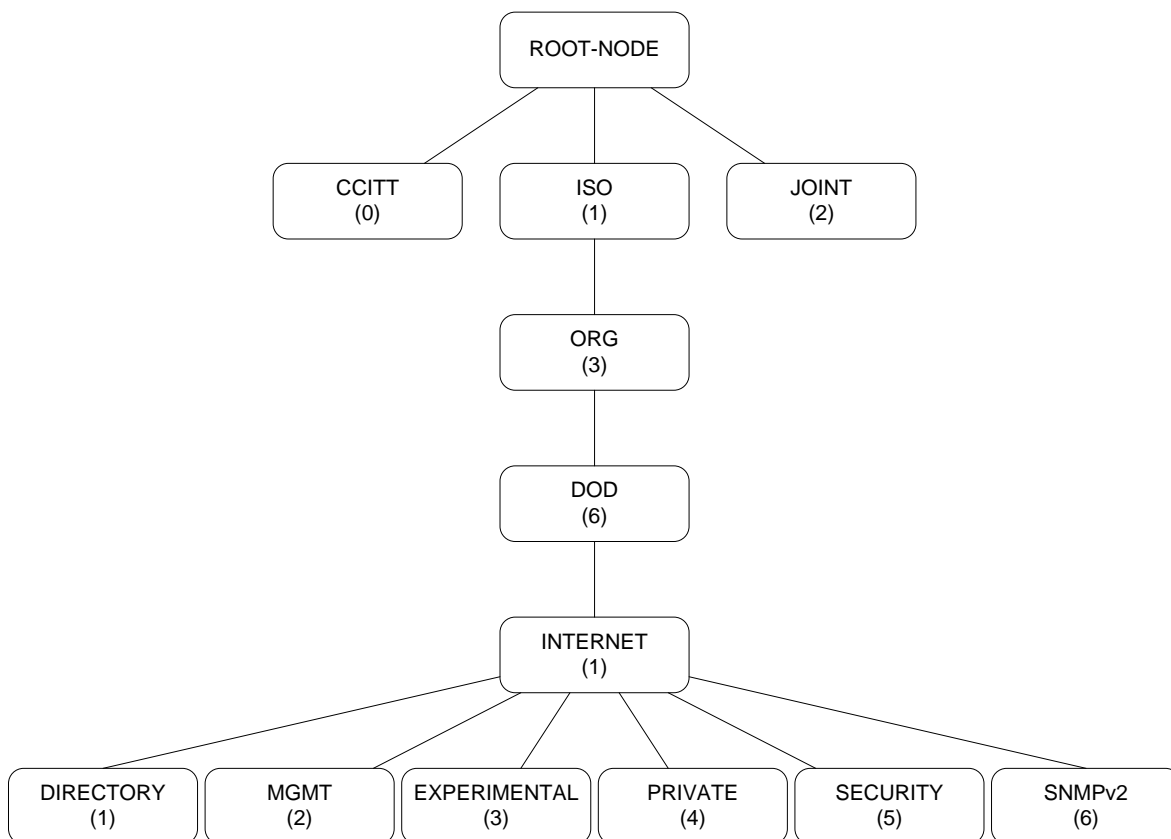 ROOT-NODE
CCITT
(0)
ISO
(1)
JOINT
(2)
ORG
(3)
DOD
(6)
INTERNET
(1)
DIRECTORY
(1)
MGMT
(2)
EXPERIMENTAL
(3)
PRIVATE
(4)
SECURITY
(5)
SNMPv2
(6)